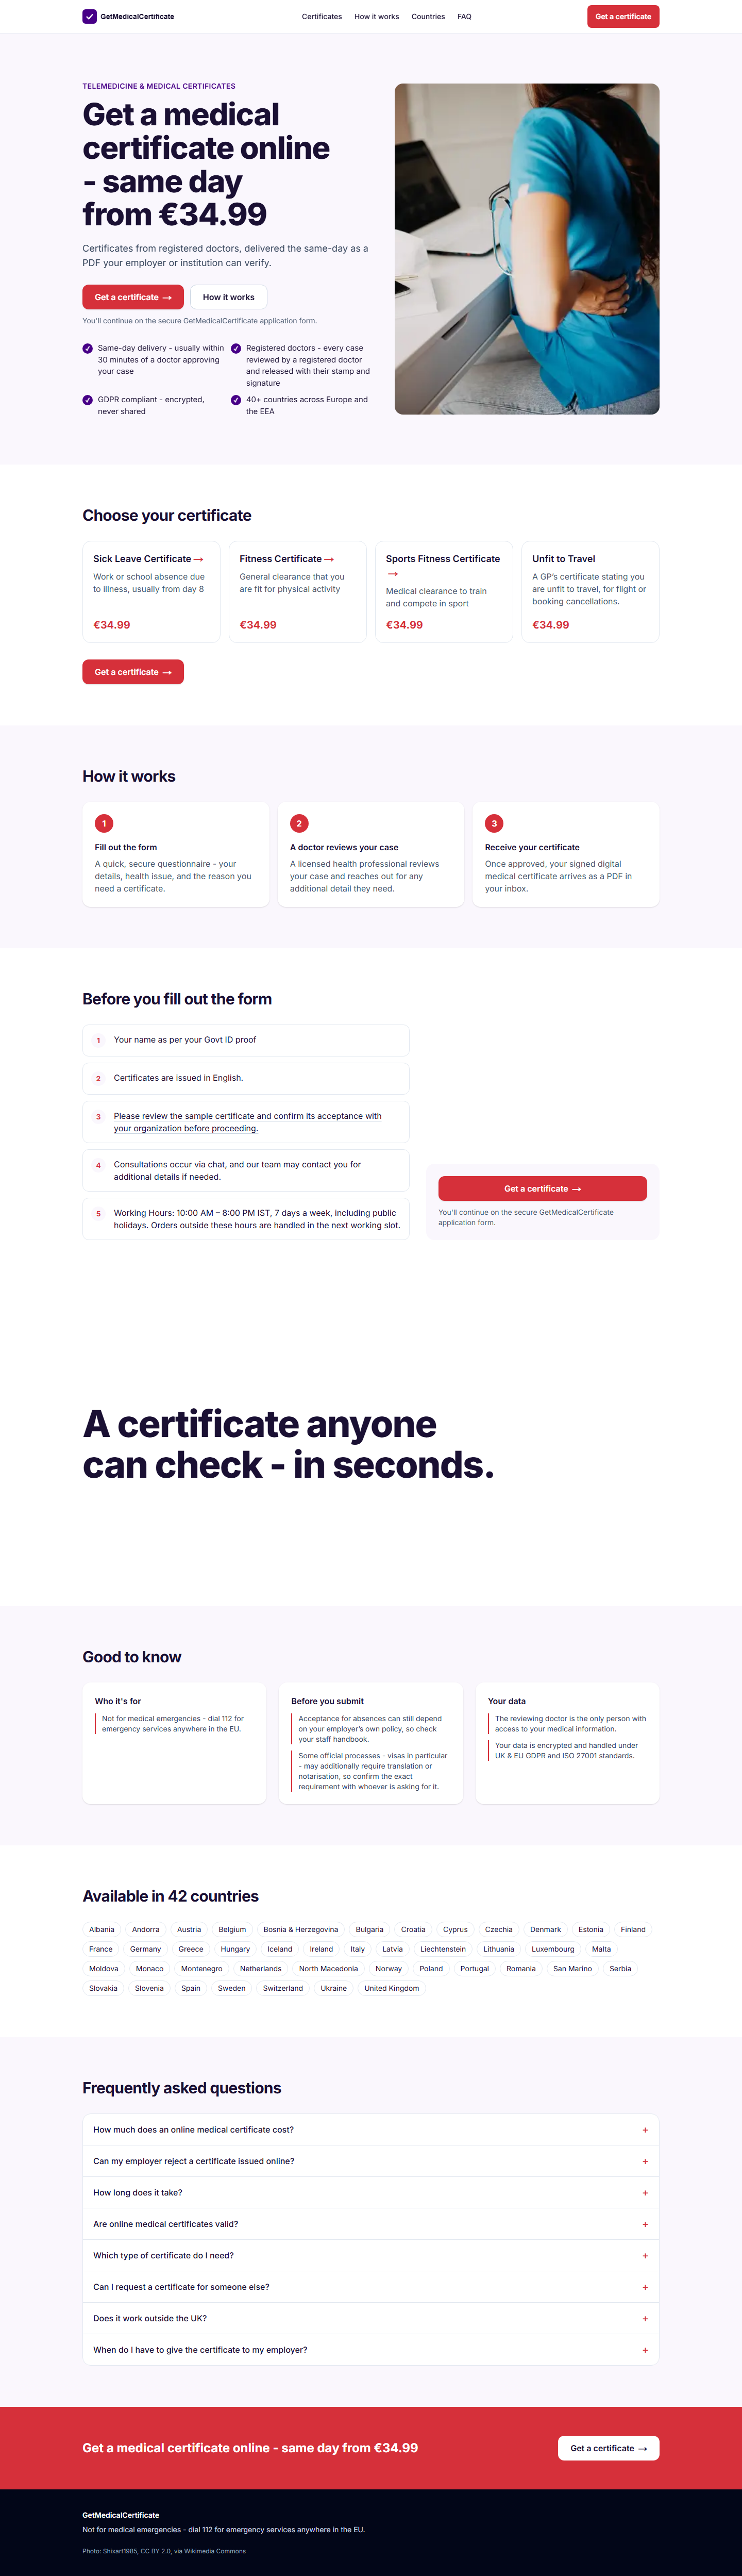 GetMedicalCertificate
Certificates
How it works
Countries
FAQ
Get a certificate
TELEMEDICINE & MEDICAL CERTIFICATES
Get a medical
certificate online
- same day
from €34.99
Certificates from registered doctors, delivered the same-day as a
PDF your employer or institution can verify.
Get a certificate →
How it works
You'll continue on the secure GetMedicalCertificate application form.
Same-day delivery - usually within
30 minutes of a doctor approving
your case
Registered doctors - every case
reviewed by a registered doctor
and released with their stamp and
signature
GDPR compliant - encrypted,
never shared
40+ countries across Europe and
the EEA
Choose your certificate
Sick Leave Certificate →
Work or school absence due
to illness, usually from day 8
€34.99
Fitness Certificate →
General clearance that you
are fit for physical activity
€34.99
Sports Fitness Certificate
→
Medical clearance to train
and compete in sport
€34.99
Unfit to Travel
A GP's certificate stating you
are unfit to travel, for flight or
booking cancellations.
€34.99
Get a certificate →
How it works
1
Fill out the form
A quick, secure questionnaire - your
details, health issue, and the reason you
need a certificate.
2
A doctor reviews your case
A licensed health professional reviews
your case and reaches out for any
additional detail they need.
3
Receive your certificate
Once approved, your signed digital
medical certificate arrives as a PDF in
your inbox.
Before you fill out the form
1 Your name as per your Govt ID proof
2 Certificates are issued in English.
3 Please review the sample certificate and confirm its acceptance with
your organization before proceeding.
4 Consultations occur via chat, and our team may contact you for
additional details if needed.
5 Working Hours: 10:00 AM – 8:00 PM IST, 7 days a week, including public
holidays. Orders outside these hours are handled in the next working slot.
Get a certificate →
You'll continue on the secure GetMedicalCertificate
application form.
A certificate anyone
can check - in seconds.
Good to know
Who it's for
Not for medical emergencies - dial 112 for
emergency services anywhere in the EU.
Before you submit
Acceptance for absences can still depend
on your employer's own policy, so check
your staff handbook.
Some official processes - visas in particular
- may additionally require translation or
notarisation, so confirm the exact
requirement with whoever is asking for it.
Your data
The reviewing doctor is the only person with
access to your medical information.
Your data is encrypted and handled under
UK & EU GDPR and ISO 27001 standards.
Available in 42 countries
Albania Andorra Austria Belgium Bosnia & Herzegovina Bulgaria Croatia Cyprus Czechia Denmark Estonia Finland
France Germany Greece Hungary Iceland Ireland Italy Latvia Liechtenstein Lithuania Luxembourg Malta
Moldova Monaco Montenegro Netherlands North Macedonia Norway Poland Portugal Romania San Marino Serbia
Slovakia Slovenia Spain Sweden Switzerland Ukraine United Kingdom
Frequently asked questions
How much does an online medical certificate cost? +
Can my employer reject a certificate issued online? +
How long does it take? +
Are online medical certificates valid? +
Which type of certificate do I need? +
Can I request a certificate for someone else? +
Does it work outside the UK? +
When do I have to give the certificate to my employer? +
Get a medical certificate online - same day from €34.99
Get a certificate →
GetMedicalCertificate
Not for medical emergencies - dial 112 for emergency services anywhere in the EU.
Photo: Shixart1985, CC BY 2.0, via Wikimedia Commons